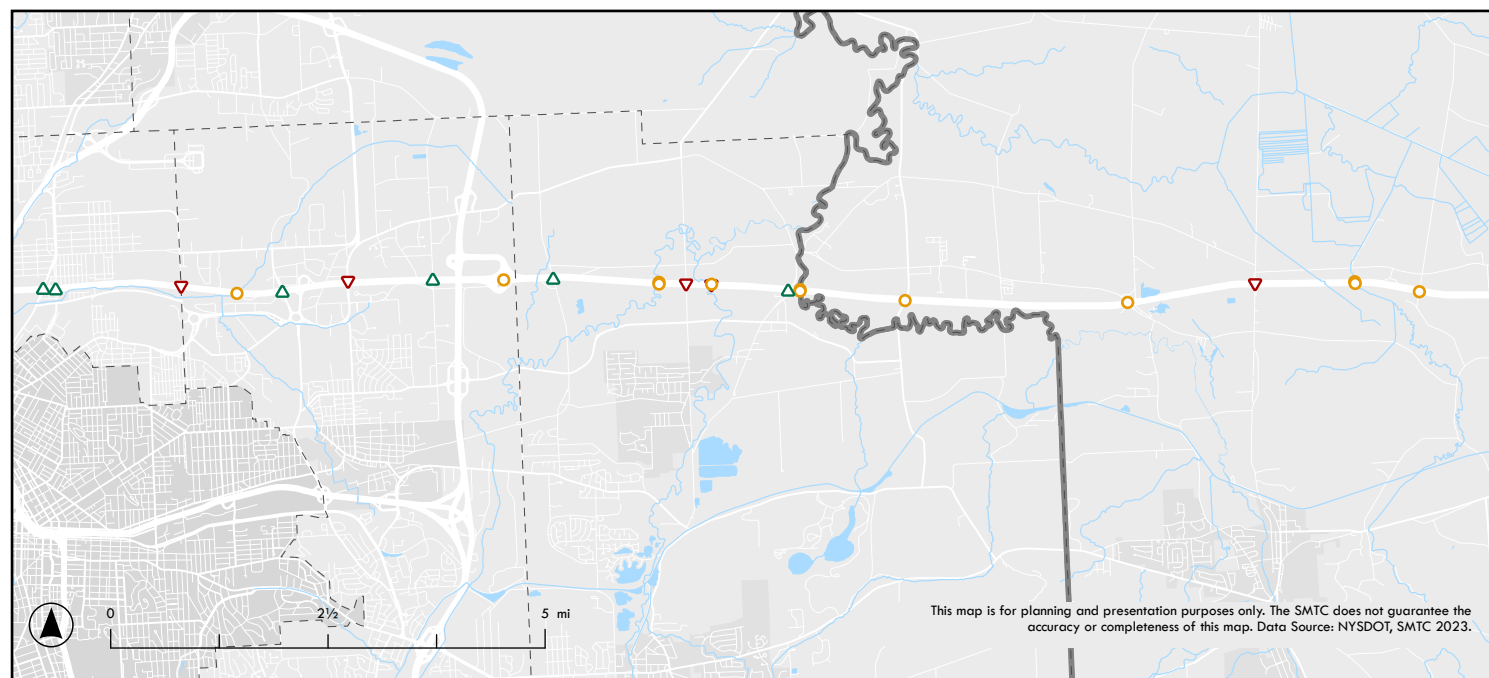 0
2½
5 mi
This map is for planning and presentation purposes only. The SMTC does not guarantee the
accuracy or completeness of this map. Data Source: NYSDOT, SMTC 2023.